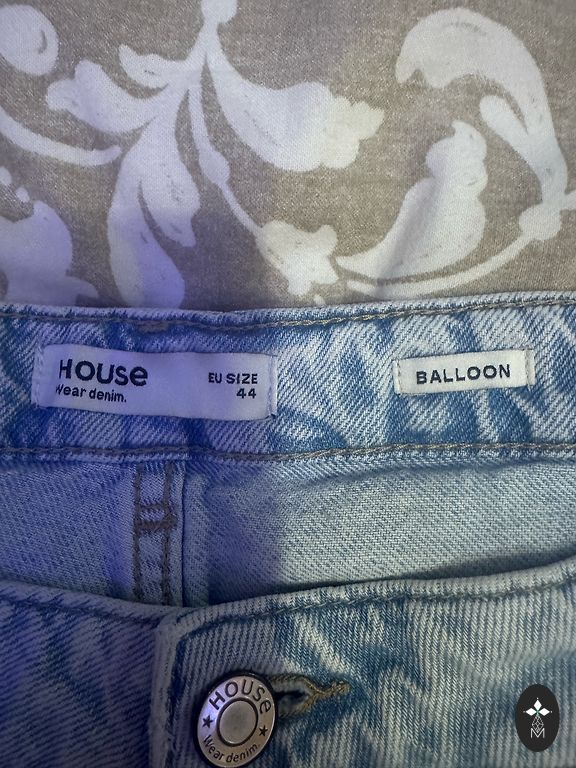 HOUSE
Wear denim.
EU SIZE
44
BALLOON
HOUSE
Wear denim.
M